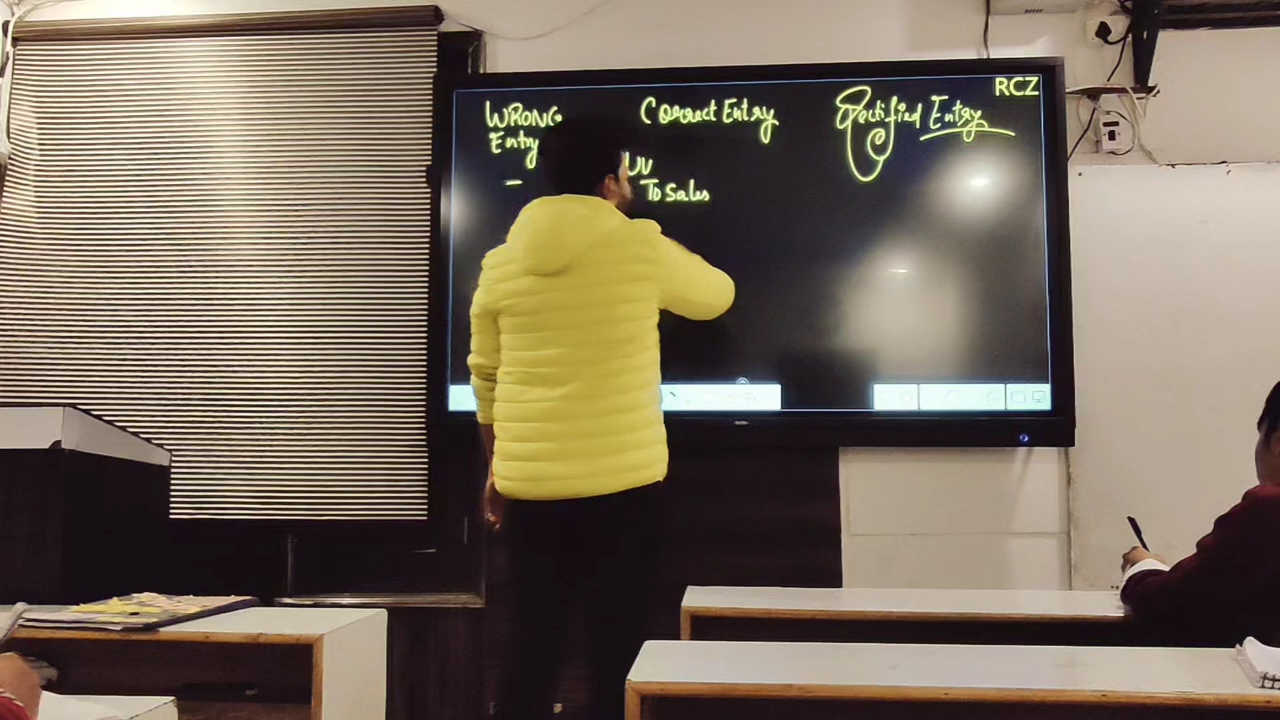 RCZ
WRONG
Entry
Correct Entry
Rectified Entry
To Sales